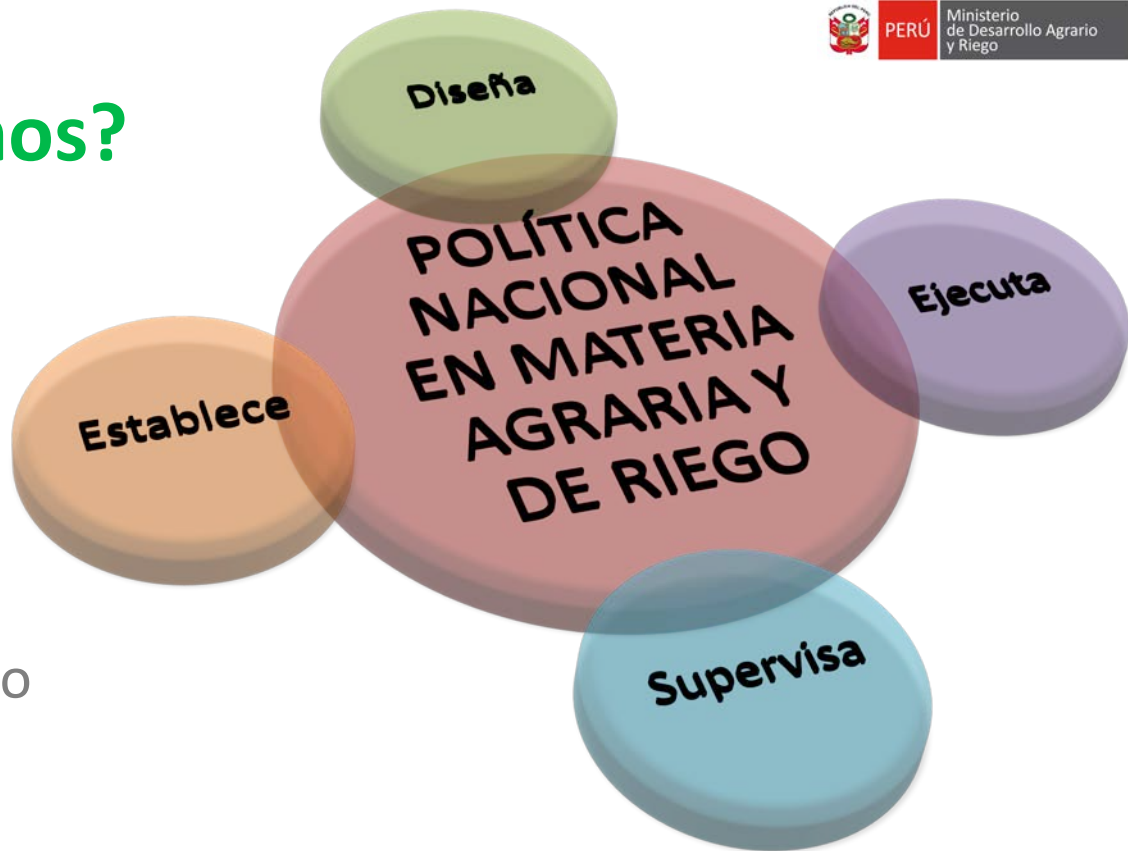 PERÚ
Ministerio
de Desarrollo Agrario
y Riego
nos?
Diseña
POLÍTICA
NACIONAL
EN MATERIA
AGRARIA Y
DE RIEGO
Ejecuta
Establece
Supervisa
o